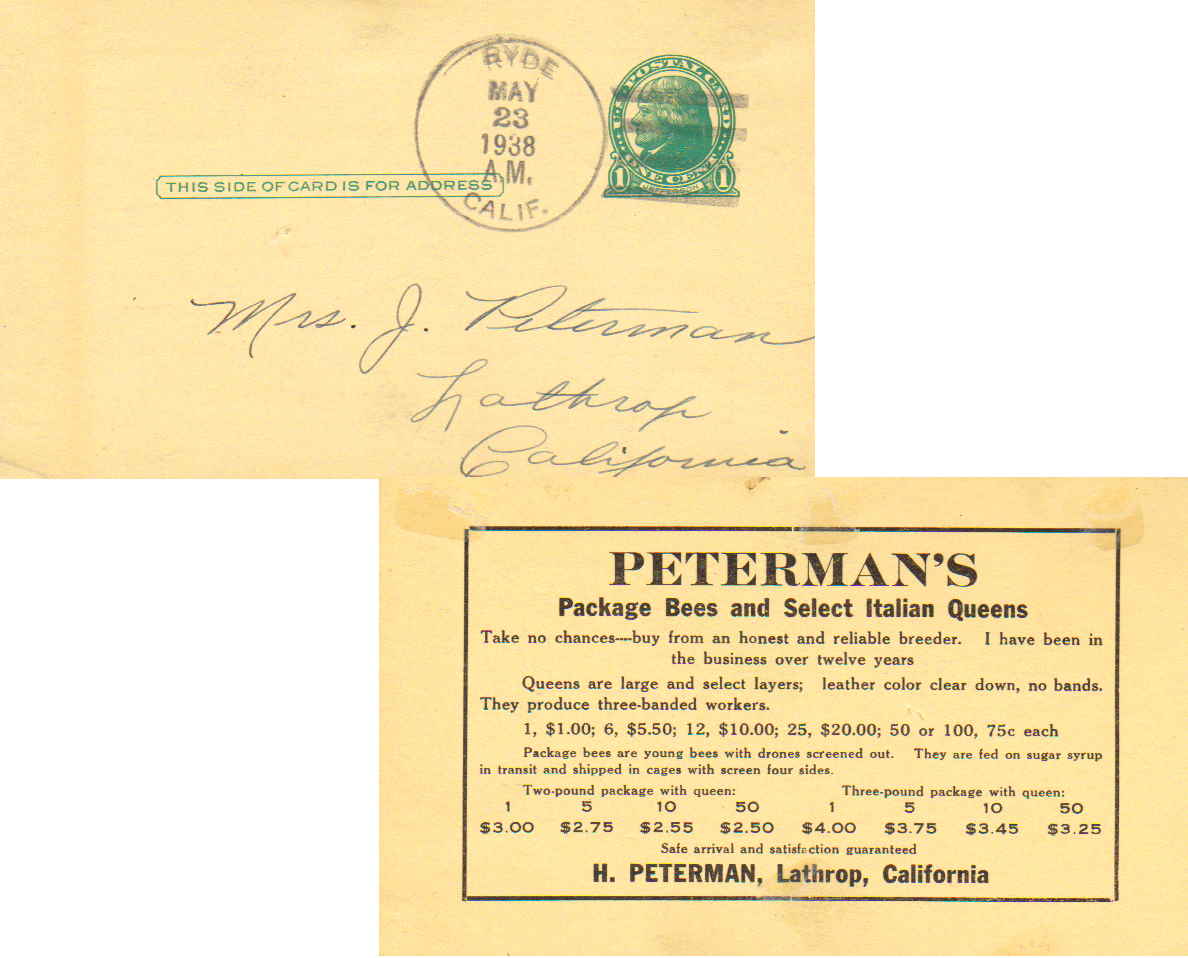 RYDE
MAY
23
1938
A.M.
CALIF.
U.S. POSTAL CARD
ONE CENT
1 JEFFERSON 1
THIS SIDE OF CARD IS FOR ADDRESS
Mrs. J. Peterman
Lathrop
California
PETERMAN'S
Package Bees and Select Italian Queens
Take no chances----buy from an honest and reliable breeder. I have been in
the business over twelve years
Queens are large and select layers; leather color clear down, no bands.
They produce three-banded workers.
1, $1.00; 6, $5.50; 12, $10.00; 25, $20.00; 50 or 100, 75c each
Package bees are young bees with drones screened out. They are fed on sugar syrup
in transit and shipped in cages with screen four sides.
Two-pound package with queen: Three-pound package with queen:
1 5 10 50 1 5 10 50
$3.00 $2.75 $2.55 $2.50 $4.00 $3.75 $3.45 $3.25
Safe arrival and satisfaction guaranteed
H. PETERMAN, Lathrop, California